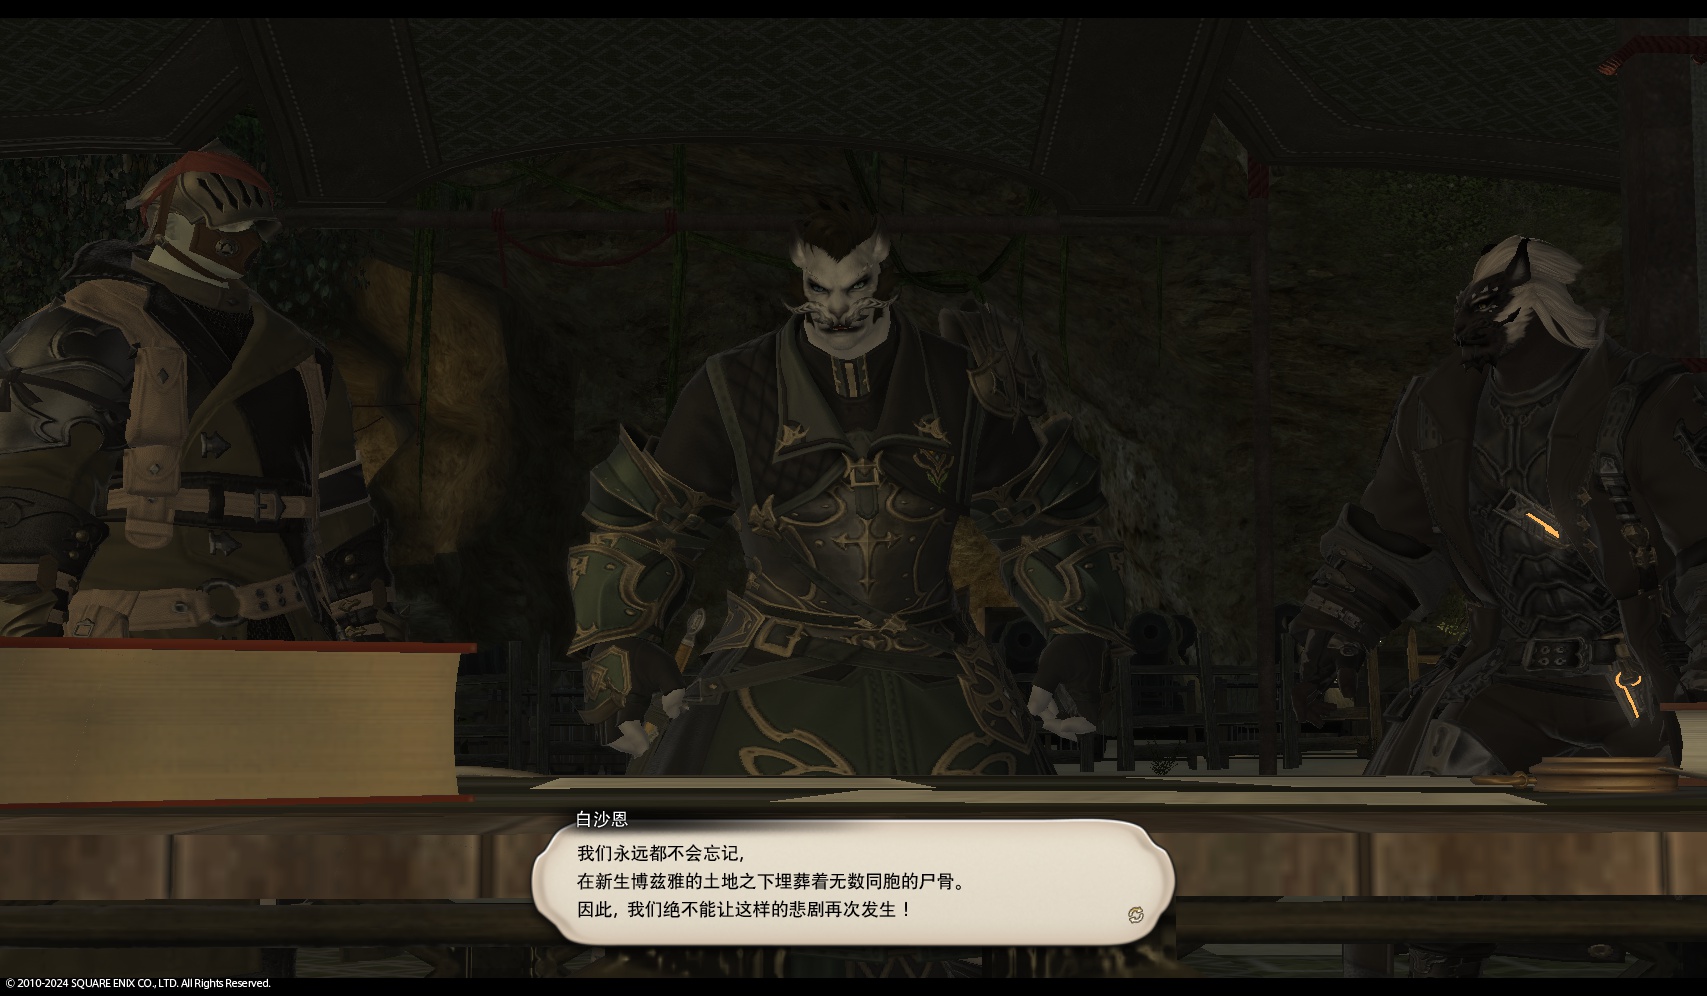 白沙恩
我们永远都不会忘记，
在新生博兹雅的土地之下埋葬着无数同胞的尸骨。
因此，我们绝不能让这样的悲剧再次发生！
© 2010-2024 SQUARE ENIX CO., LTD. All Rights Reserved.